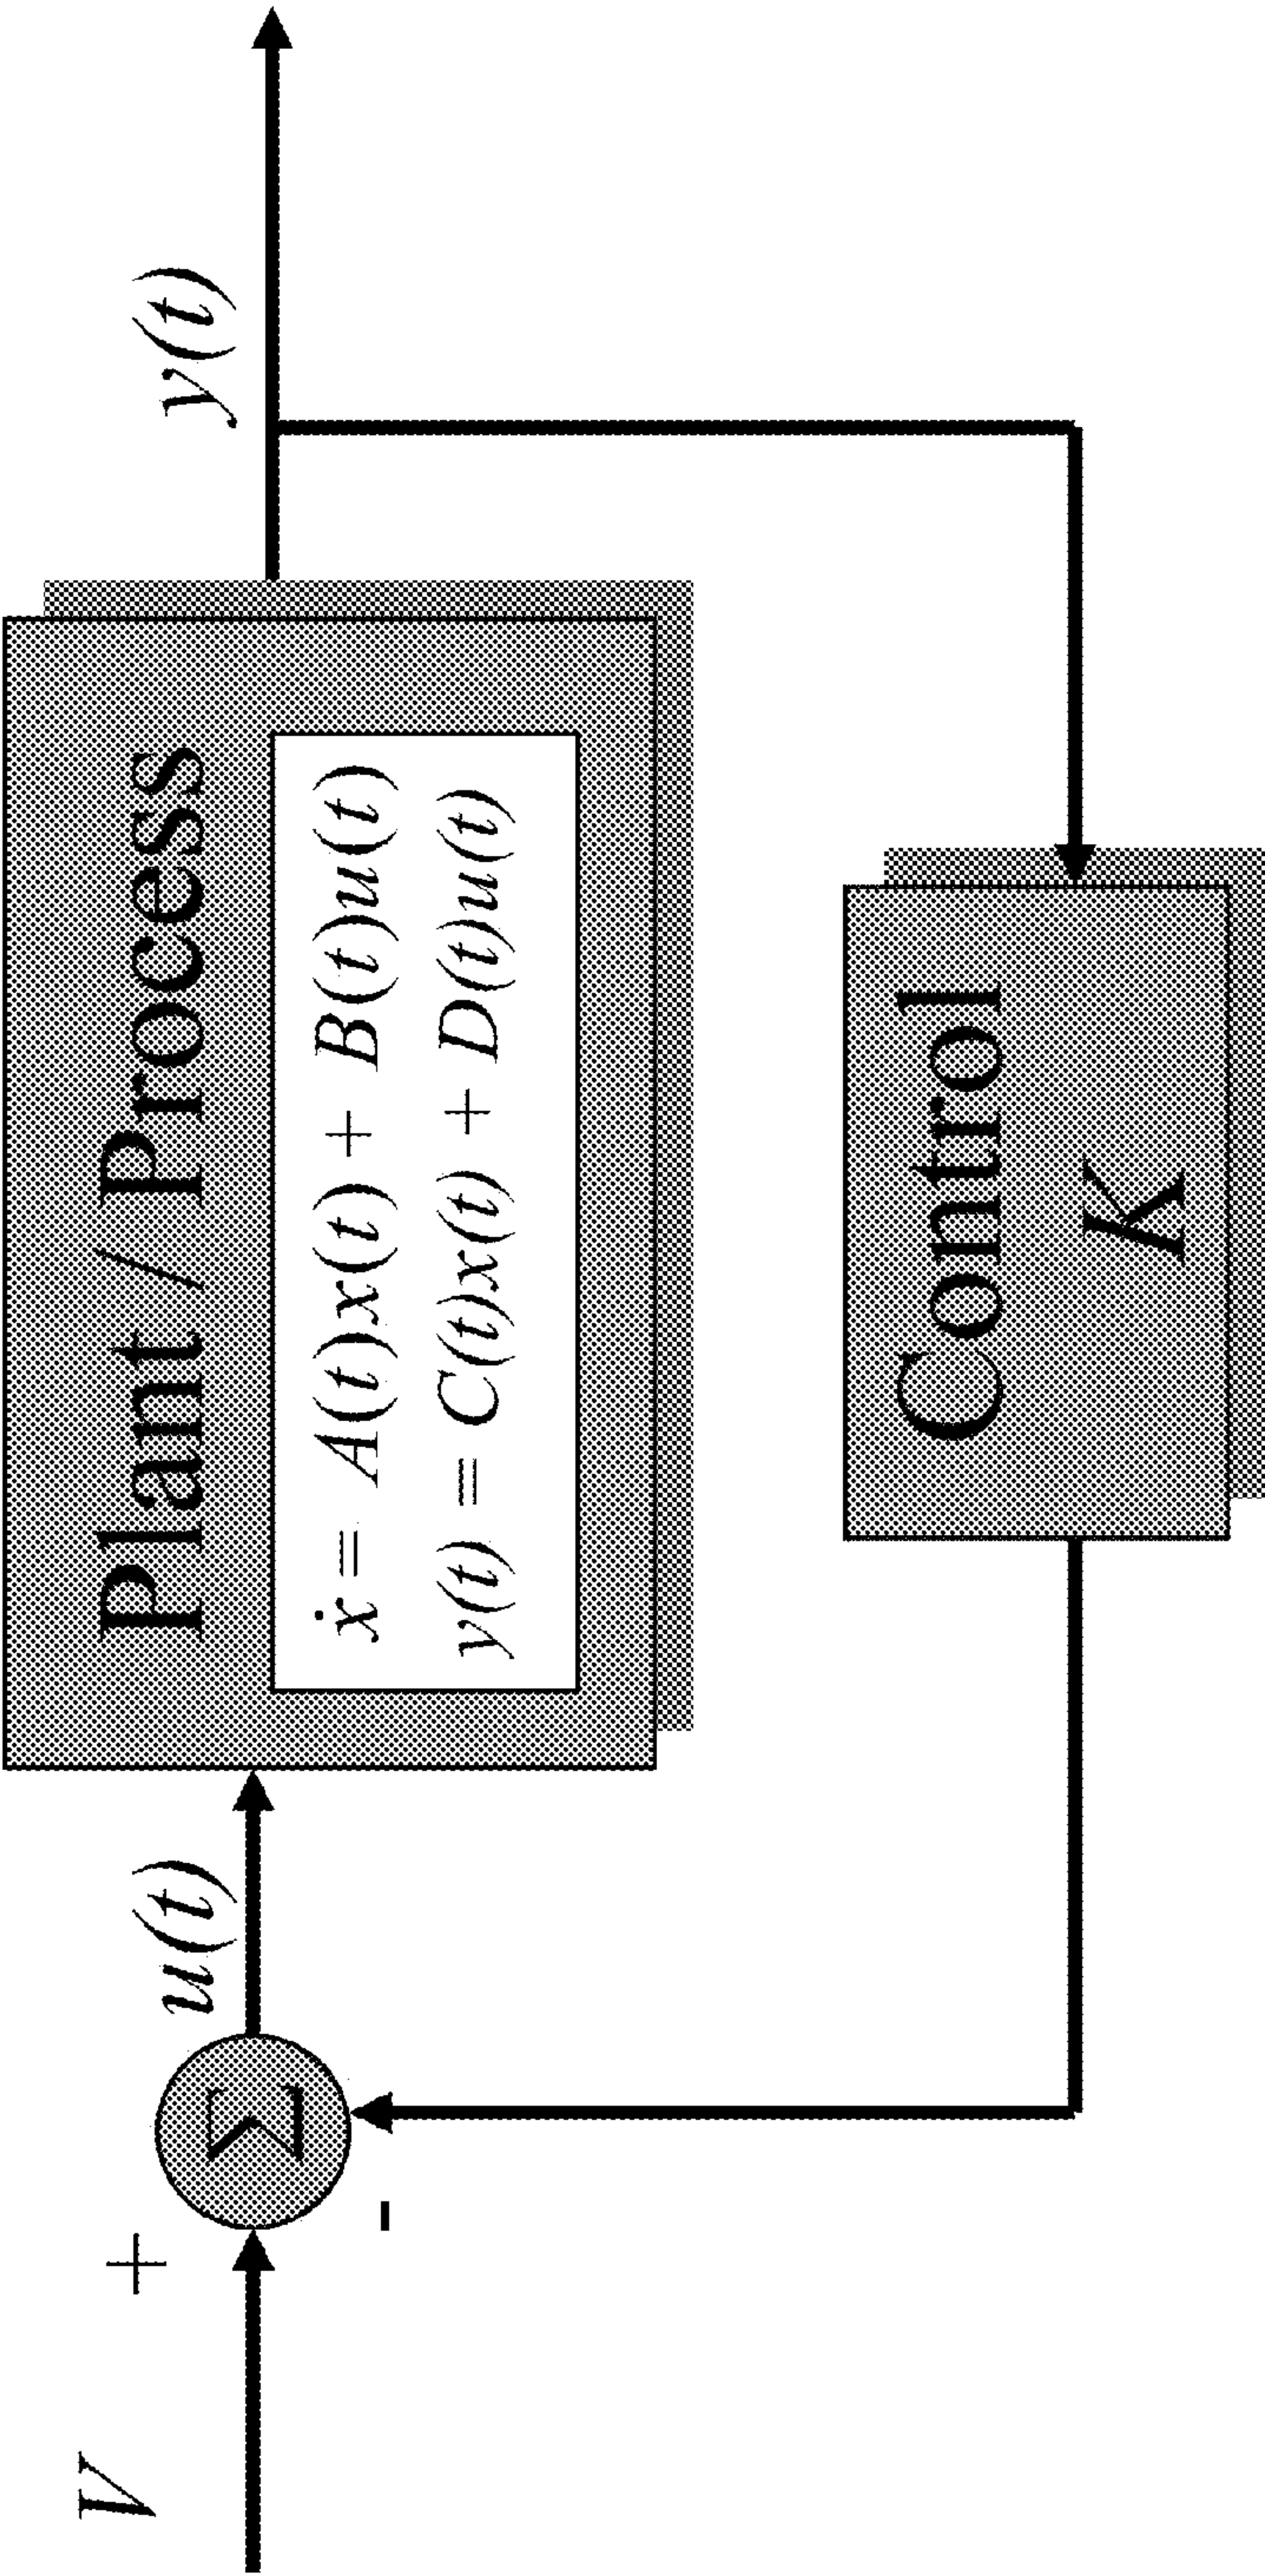 V
+
-
Σ
u(t)
Plant / Process
ẋ = A(t)x(t) + B(t)u(t)
y(t) = C(t)x(t) + D(t)u(t)
y(t)
Control
K